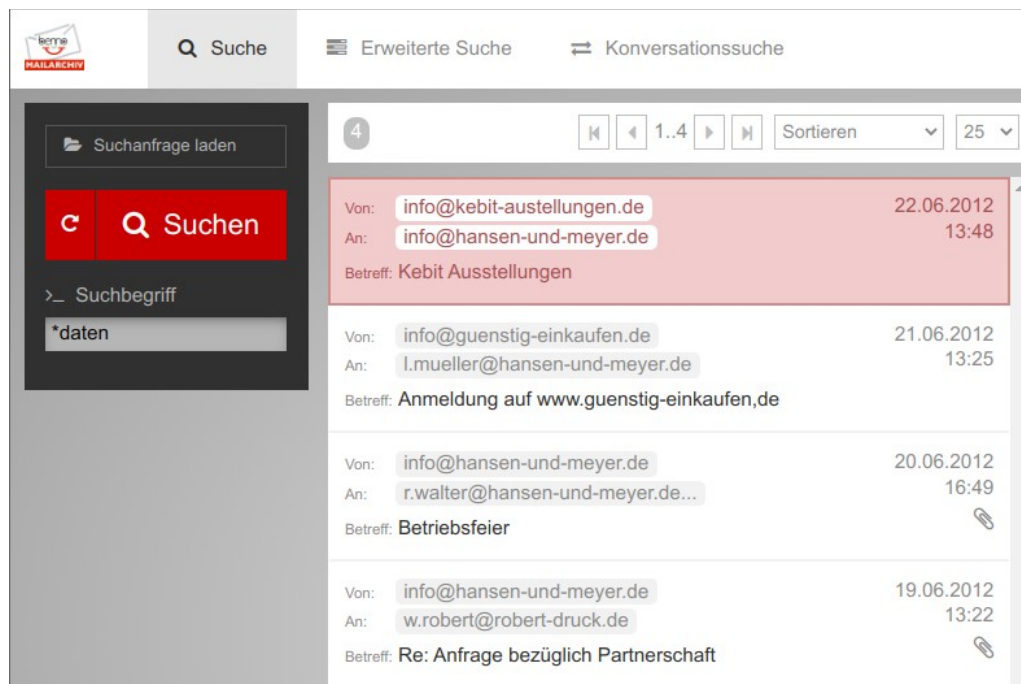 benno
MAILARCHIV
Suche
Erweiterte Suche
Konversationssuche
Suchanfrage laden
4
1..4
Sortieren
25
Suchen
>_ Suchbegriff
*daten
Von: info@kebit-austellungen.de 22.06.2012
An: info@hansen-und-meyer.de 13:48
Betreff: Kebit Ausstellungen
Von: info@guenstig-einkaufen.de 21.06.2012
An: l.mueller@hansen-und-meyer.de 13:25
Betreff: Anmeldung auf www.guenstig-einkaufen,de
Von: info@hansen-und-meyer.de 20.06.2012
An: r.walter@hansen-und-meyer.de... 16:49
Betreff: Betriebsfeier
Von: info@hansen-und-meyer.de 19.06.2012
An: w.robert@robert-druck.de 13:22
Betreff: Re: Anfrage bezüglich Partnerschaft